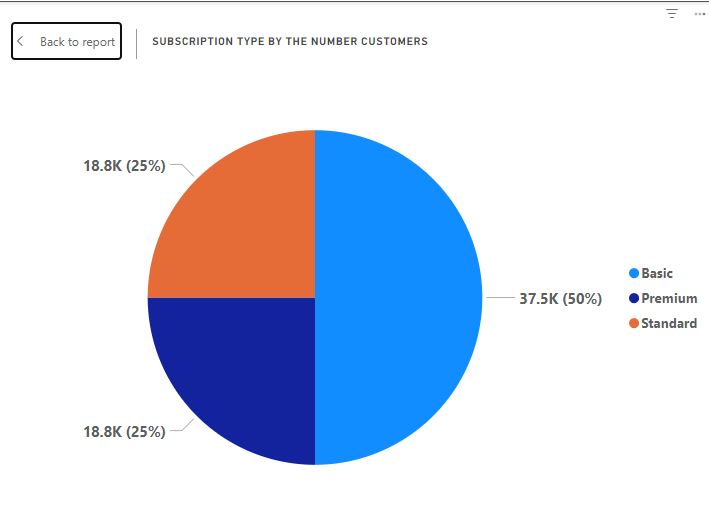 Back to report
SUBSCRIPTION TYPE BY THE NUMBER CUSTOMERS
18.8K (25%)
37.5K (50%)
18.8K (25%)
Basic
Premium
Standard